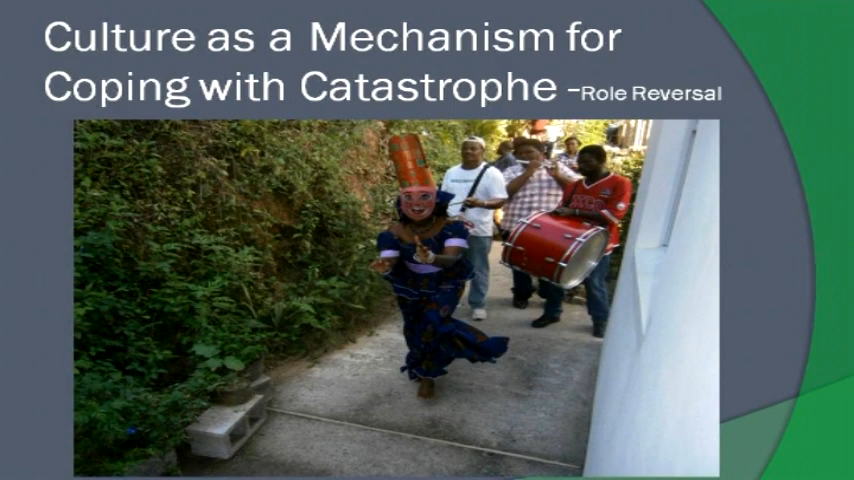 Culture as a Mechanism for
Coping with Catastrophe -Role Reversal